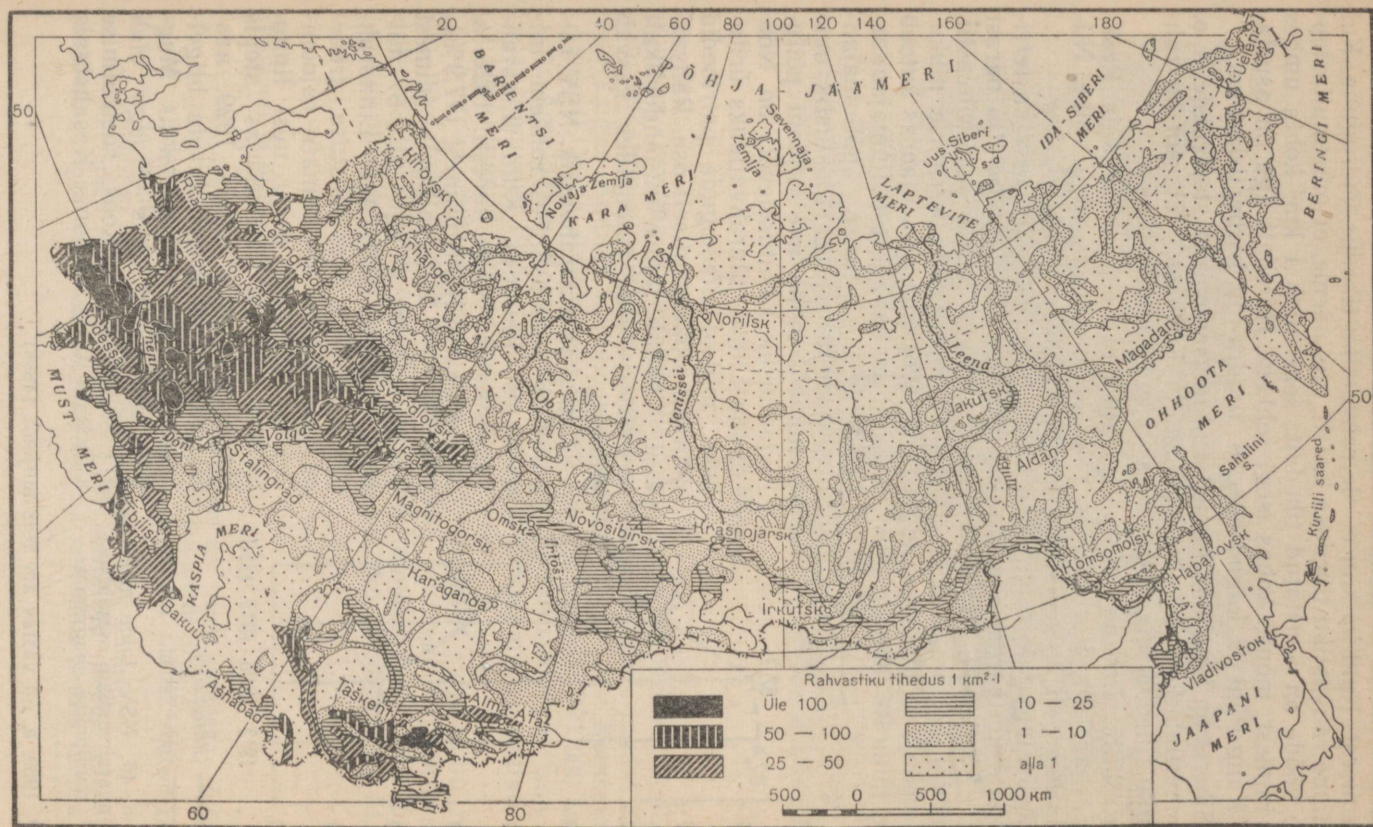 20
40
60
80
100
120
140
160
180
50
BARENTSI
MERI
PÕHJA-JÄÄMERI
IDA-SIBERI
MERI
BERINGI MERI
Uelen
Kirovsk
Novaja Zemlja
KARA MERI
Severnaja
Zemlja
Uus Siberi
s-d
LAPTEVITE
MERI
Riia
Leningrad
Arhangelsk
Minsk
Moskva
Kiiev
Odessa
Gorki
Sverdlovsk
Ufa
Norilsk
Ob
Jenissei
Leena
Jakutsk
Magadan
Aldan
OHHOOTA
MERI
50
Sahalini
s.
Kuriili saared
MUST MERI
Don
Volga
Stalingrad
Magnitogorsk
Omsk
Novosibirsk
Krasnojarsk
Irtõš
Komsomolsk
Habarovsk
Tbilisi
KASPIA MERI
Karaganda
Irkutsk
Bakuu
Ašhabad
Taškent
Alma-Ata
Vladivostok
JAAPANI
MERI
Rahvastiku tihedus 1 km²-l
Üle 100
10 — 25
50 — 100
1 — 10
25 — 50
alla 1
500 0 500 1000 km
60
80